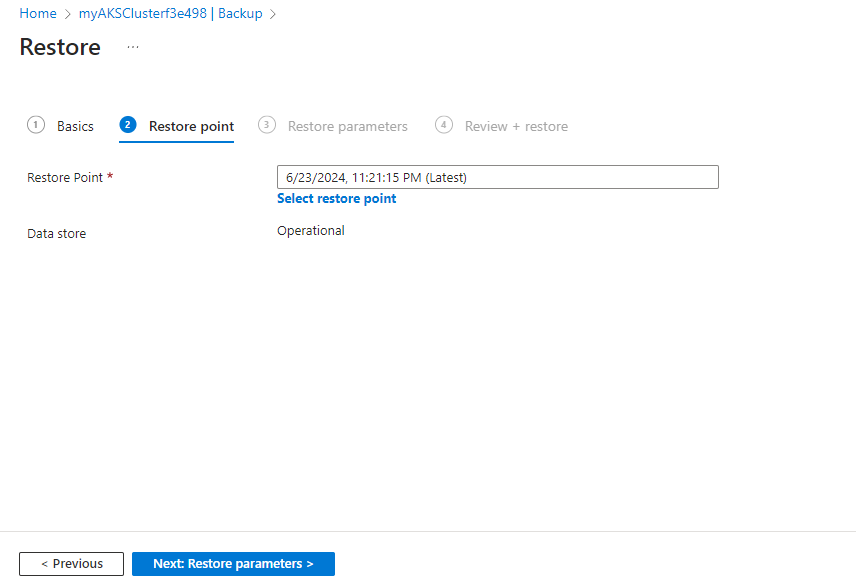 Home > myAKSClusterf3e498 | Backup >
Restore ...
1 Basics 2 Restore point 3 Restore parameters 4 Review + restore
Restore Point * 6/23/2024, 11:21:15 PM (Latest)
Select restore point
Data store Operational
< Previous Next: Restore parameters >